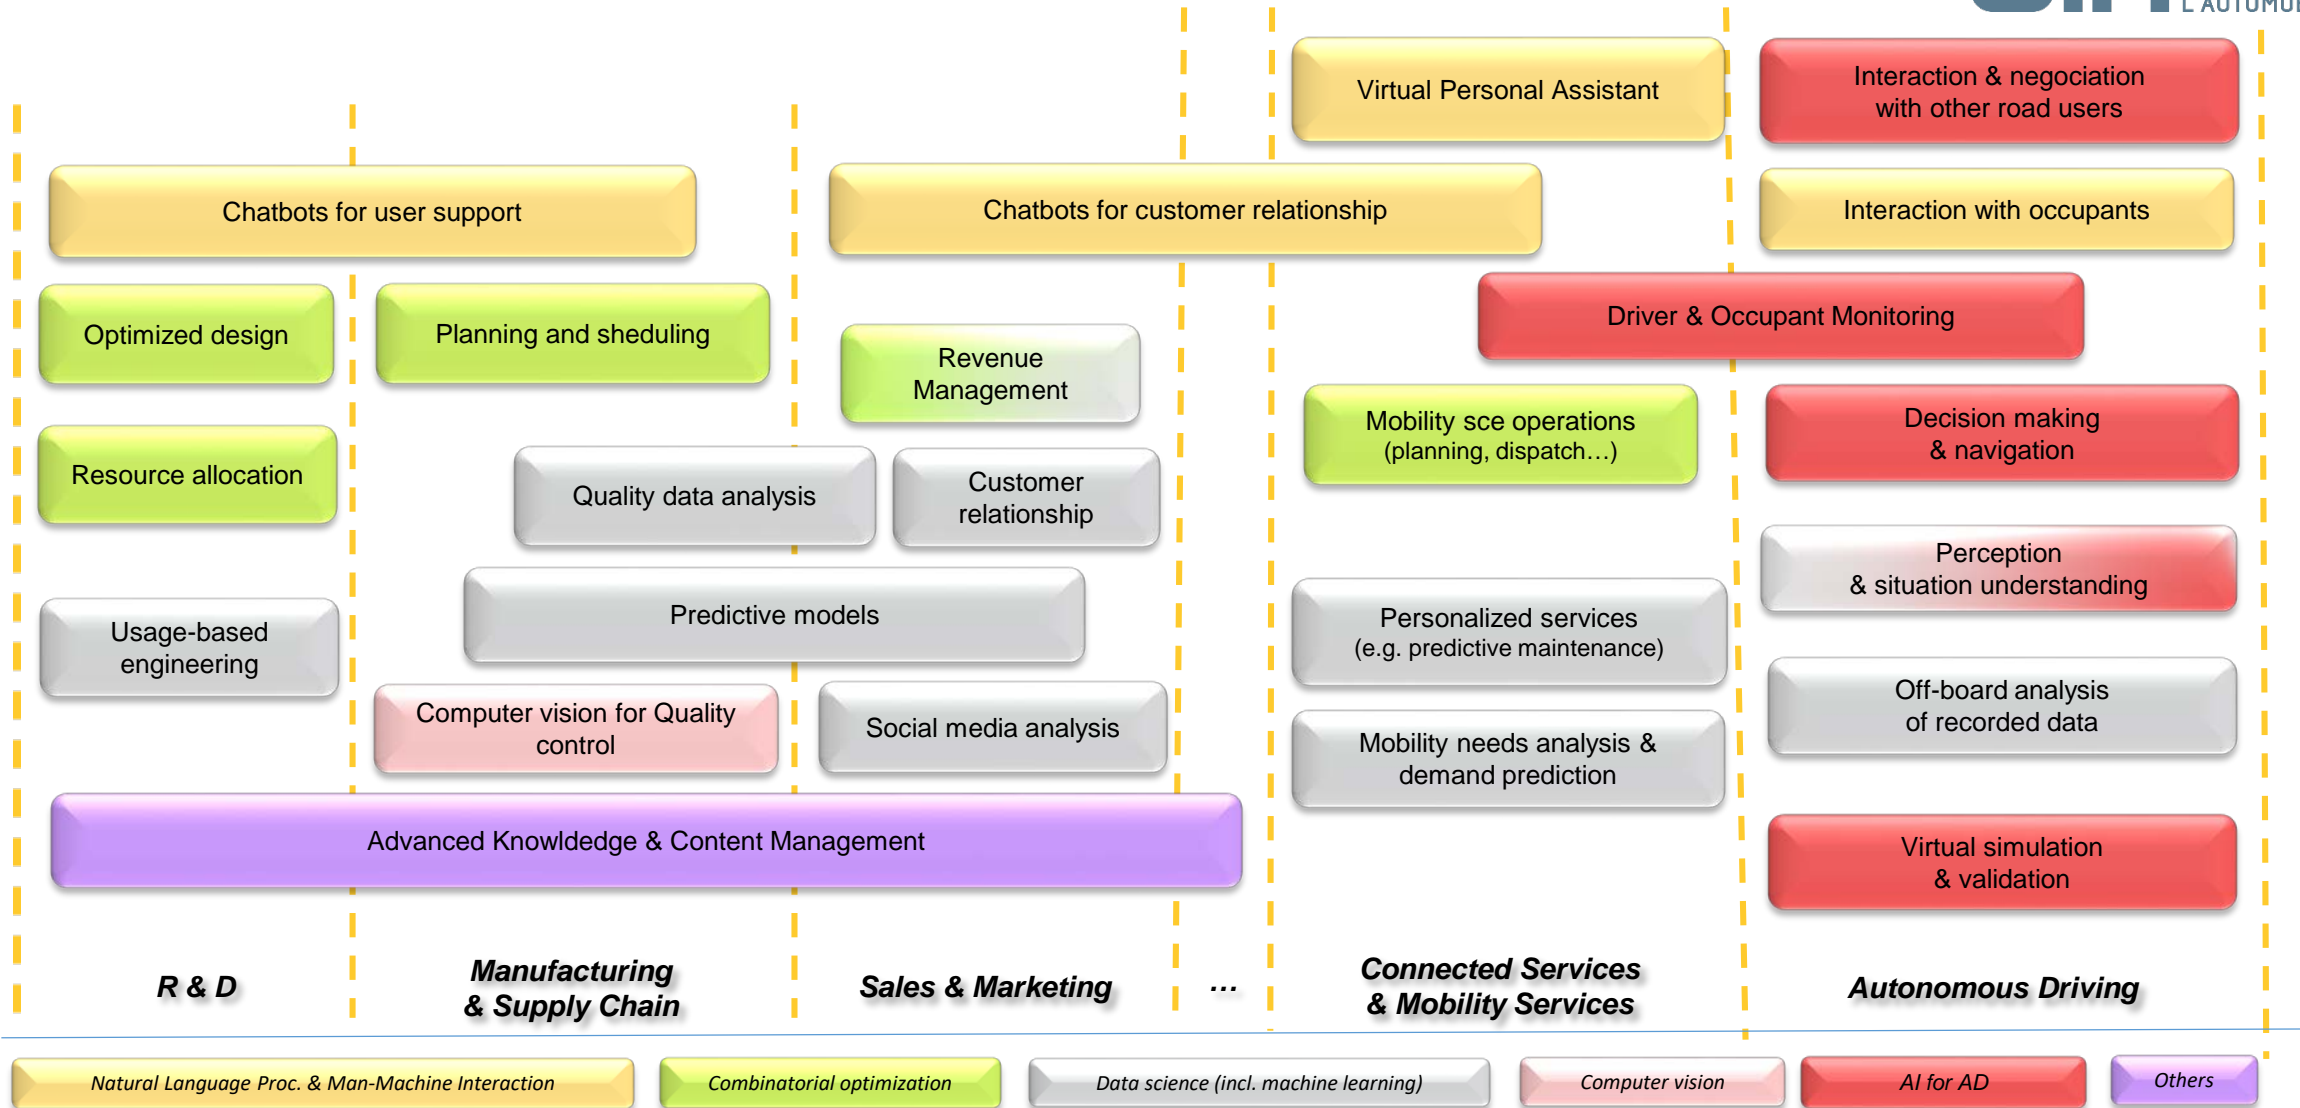 L'AUTOMOB
Virtual Personal Assistant
Interaction & negociation
with other road users
Chatbots for user support
Chatbots for customer relationship
Interaction with occupants
Optimized design
Planning and sheduling
Driver & Occupant Monitoring
Revenue
Management
Mobility sce operations
(planning, dispatch…)
Decision making
& navigation
Resource allocation
Quality data analysis
Customer
relationship
Perception
& situation understanding
Usage-based
engineering
Predictive models
Personalized services
(e.g. predictive maintenance)
Computer vision for Quality
control
Social media analysis
Mobility needs analysis &
demand prediction
Off-board analysis
of recorded data
Advanced Knowldedge & Content Management
Virtual simulation
& validation
R & D
Manufacturing
& Supply Chain
Sales & Marketing
…
Connected Services
& Mobility Services
Autonomous Driving
Natural Language Proc. & Man-Machine Interaction
Combinatorial optimization
Data science (incl. machine learning)
Computer vision
AI for AD
Others